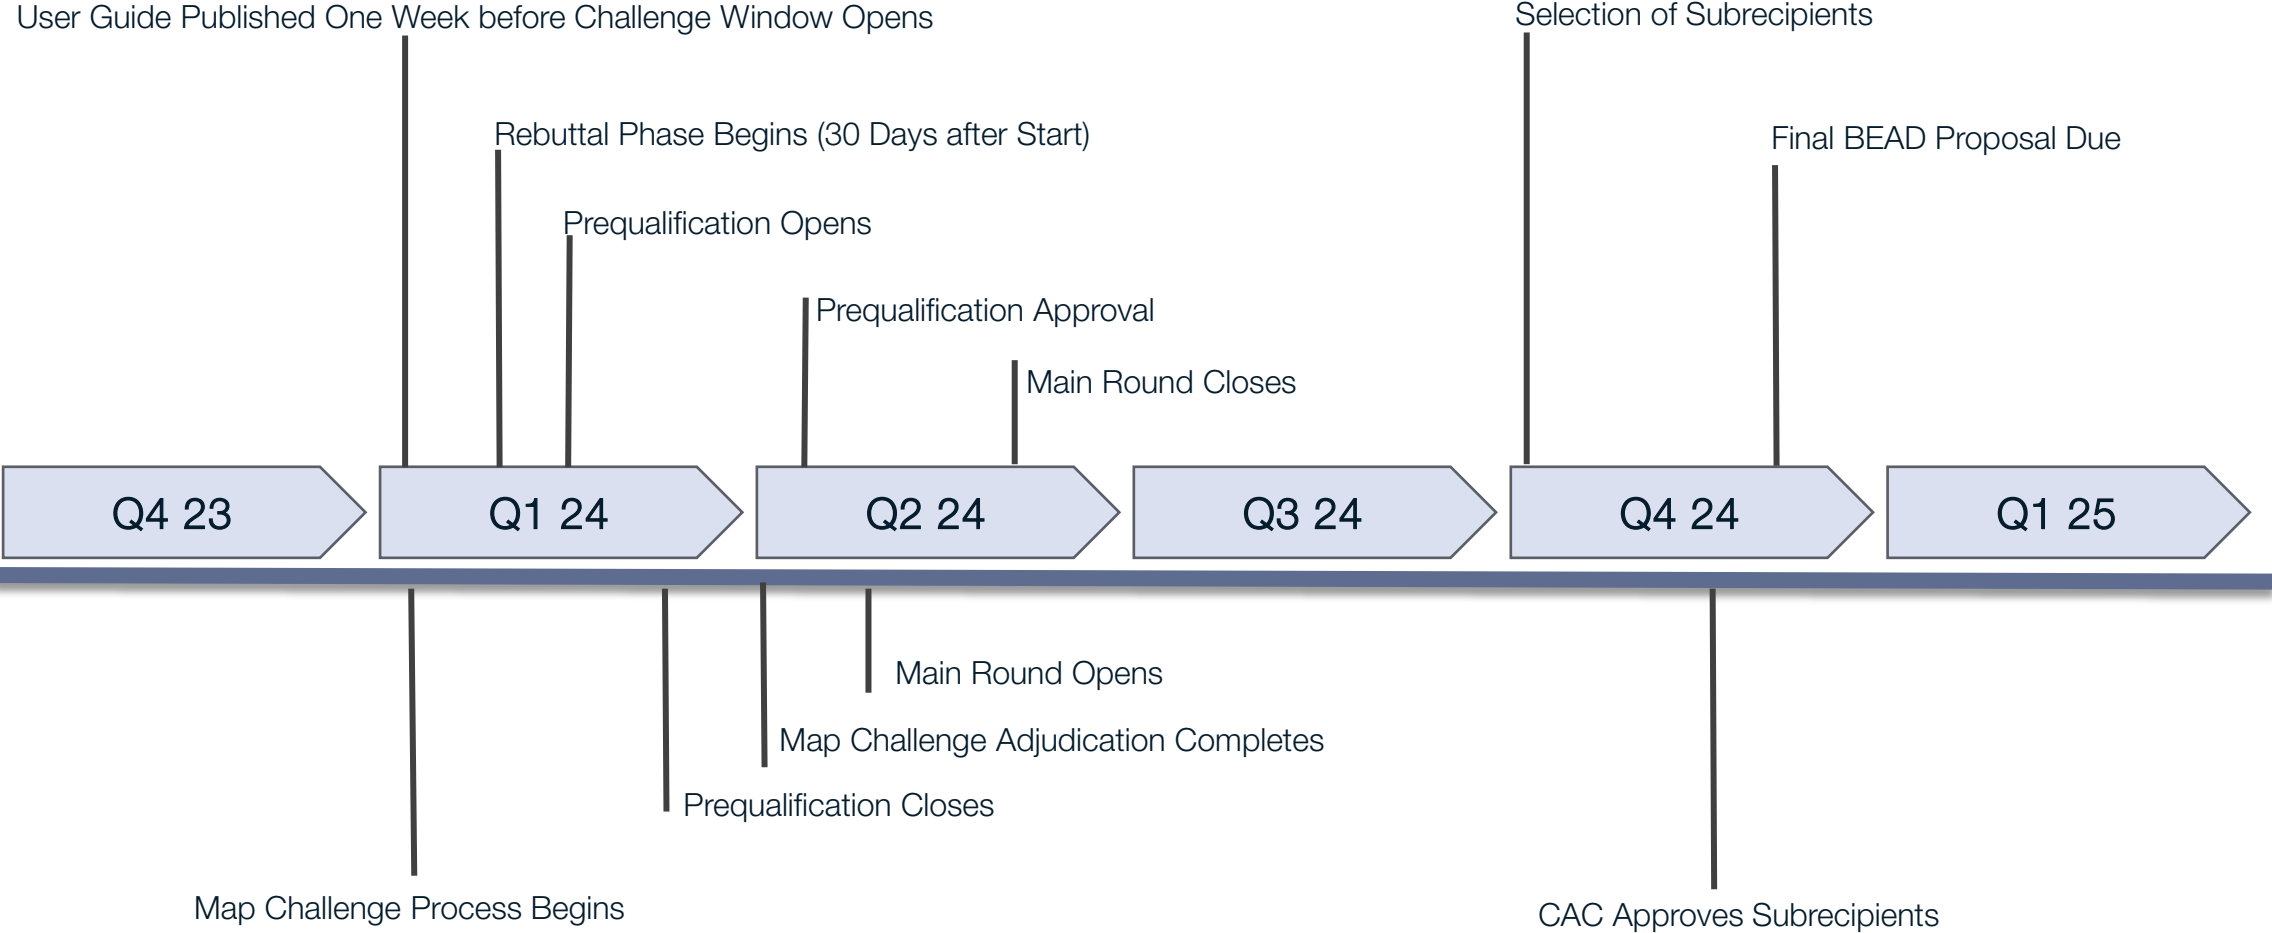 User Guide Published One Week before Challenge Window Opens
Selection of Subrecipients
Rebuttal Phase Begins (30 Days after Start)
Final BEAD Proposal Due
Prequalification Opens
Prequalification Approval
Main Round Closes
Q4 23
Q1 24
Q2 24
Q3 24
Q4 24
Q1 25
Main Round Opens
Map Challenge Adjudication Completes
Prequalification Closes
Map Challenge Process Begins
CAC Approves Subrecipients